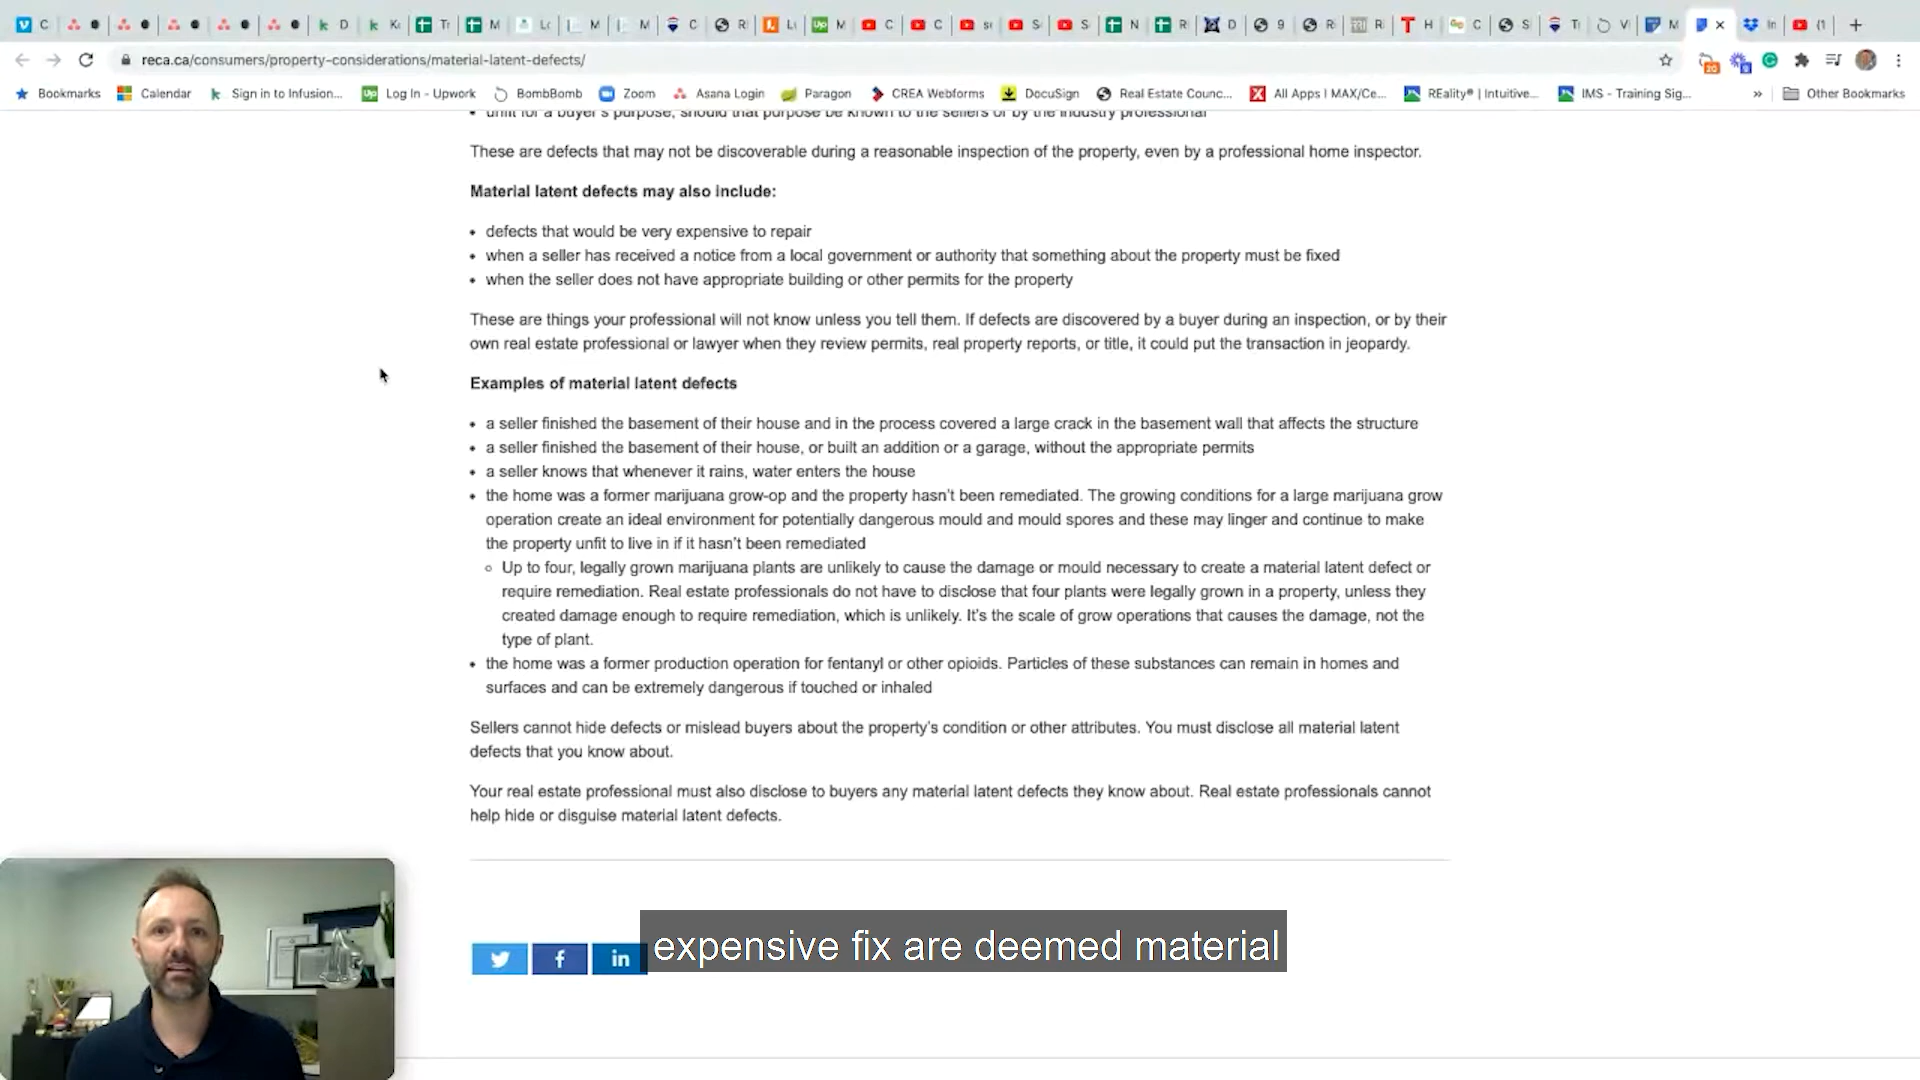 reca.ca/consumers/property-considerations/material-latent-defects/
Bookmarks Calendar Sign in to Infusion... Log In - Upwork BombBomb Zoom Asana Login Paragon CREA Webforms DocuSign Real Estate Counc... All Apps | MAX/Ce... REality® | Intuitive... IMS - Training Sig... » Other Bookmarks
• unfit for a buyer's purpose, should that purpose be known to the sellers or by the industry professional
These are defects that may not be discoverable during a reasonable inspection of the property, even by a professional home inspector.
Material latent defects may also include:
• defects that would be very expensive to repair
• when a seller has received a notice from a local government or authority that something about the property must be fixed
• when the seller does not have appropriate building or other permits for the property
These are things your professional will not know unless you tell them. If defects are discovered by a buyer during an inspection, or by their
own real estate professional or lawyer when they review permits, real property reports, or title, it could put the transaction in jeopardy.
Examples of material latent defects
• a seller finished the basement of their house and in the process covered a large crack in the basement wall that affects the structure
• a seller finished the basement of their house, or built an addition or a garage, without the appropriate permits
• a seller knows that whenever it rains, water enters the house
• the home was a former marijuana grow-op and the property hasn't been remediated. The growing conditions for a large marijuana grow
operation create an ideal environment for potentially dangerous mould and mould spores and these may linger and continue to make
the property unfit to live in if it hasn't been remediated
○ Up to four, legally grown marijuana plants are unlikely to cause the damage or mould necessary to create a material latent defect or
require remediation. Real estate professionals do not have to disclose that four plants were legally grown in a property, unless they
created damage enough to require remediation, which is unlikely. It's the scale of grow operations that causes the damage, not the
type of plant.
• the home was a former production operation for fentanyl or other opioids. Particles of these substances can remain in homes and
surfaces and can be extremely dangerous if touched or inhaled
Sellers cannot hide defects or mislead buyers about the property's condition or other attributes. You must disclose all material latent
defects that you know about.
Your real estate professional must also disclose to buyers any material latent defects they know about. Real estate professionals cannot
help hide or disguise material latent defects.
expensive fix are deemed material